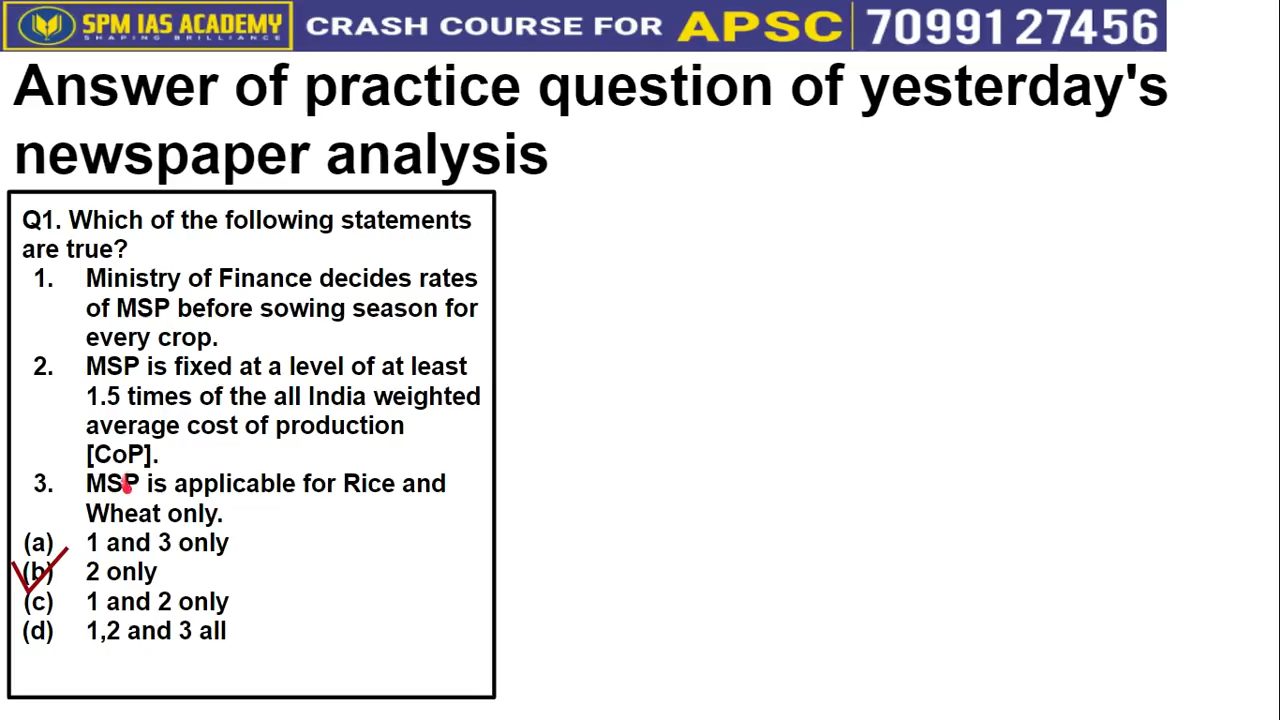 SPM IAS ACADEMY
SHAPING BRILLIANCE
CRASH COURSE FOR APSC 7099127456
Answer of practice question of yesterday's
newspaper analysis
Q1. Which of the following statements
are true?
1. Ministry of Finance decides rates
of MSP before sowing season for
every crop.
2. MSP is fixed at a level of at least
1.5 times of the all India weighted
average cost of production
[CoP].
3. MSP is applicable for Rice and
Wheat only.
(a) 1 and 3 only
(b) 2 only
(c) 1 and 2 only
(d) 1,2 and 3 all